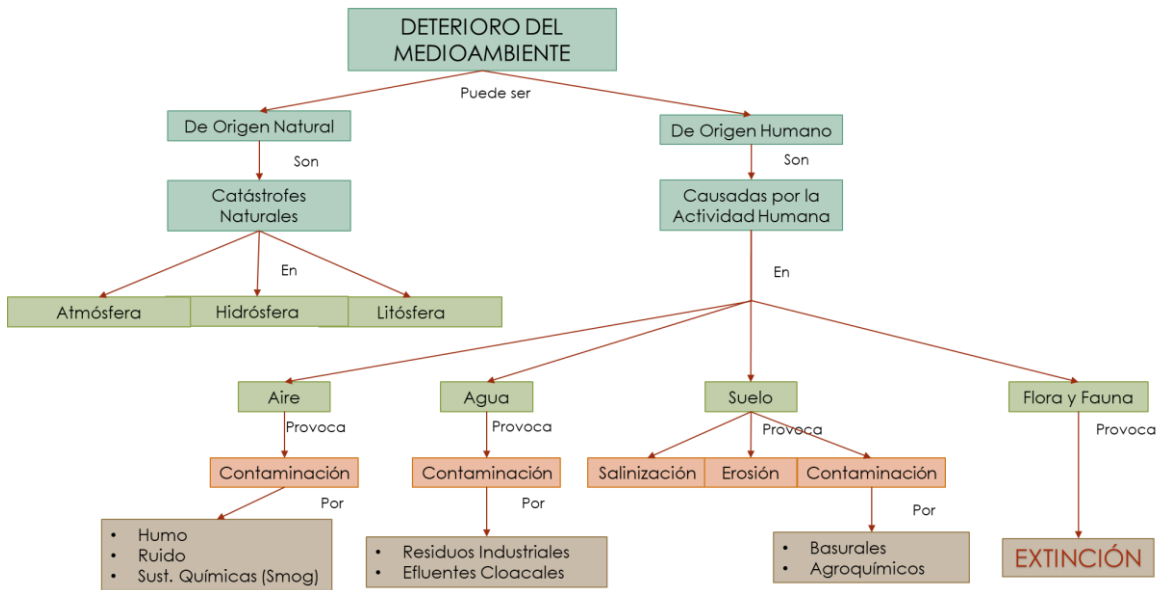 DETERIORO DEL
MEDIOAMBIENTE
Puede ser
De Origen Natural
De Origen Humano
Son
Son
Catástrofes
Naturales
Causadas por la
Actividad Humana
En
En
Atmósfera
Hidrósfera
Litósfera
Aire
Agua
Suelo
Flora y Fauna
Provoca
Provoca
Provoca
Provoca
Contaminación
Contaminación
Salinización
Erosión
Contaminación
Por
Por
Por
• Humo
• Ruido
• Sust. Químicas (Smog)
• Residuos Industriales
• Efluentes Cloacales
• Basurales
• Agroquímicos
EXTINCIÓN